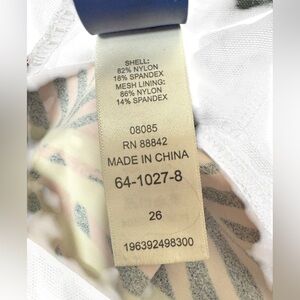 SHELL:
82% NYLON
18% SPANDEX
MESH LINING:
86% NYLON
14% SPANDEX
08085
RN 88842
MADE IN CHINA
64-1027-8
26
196392498300